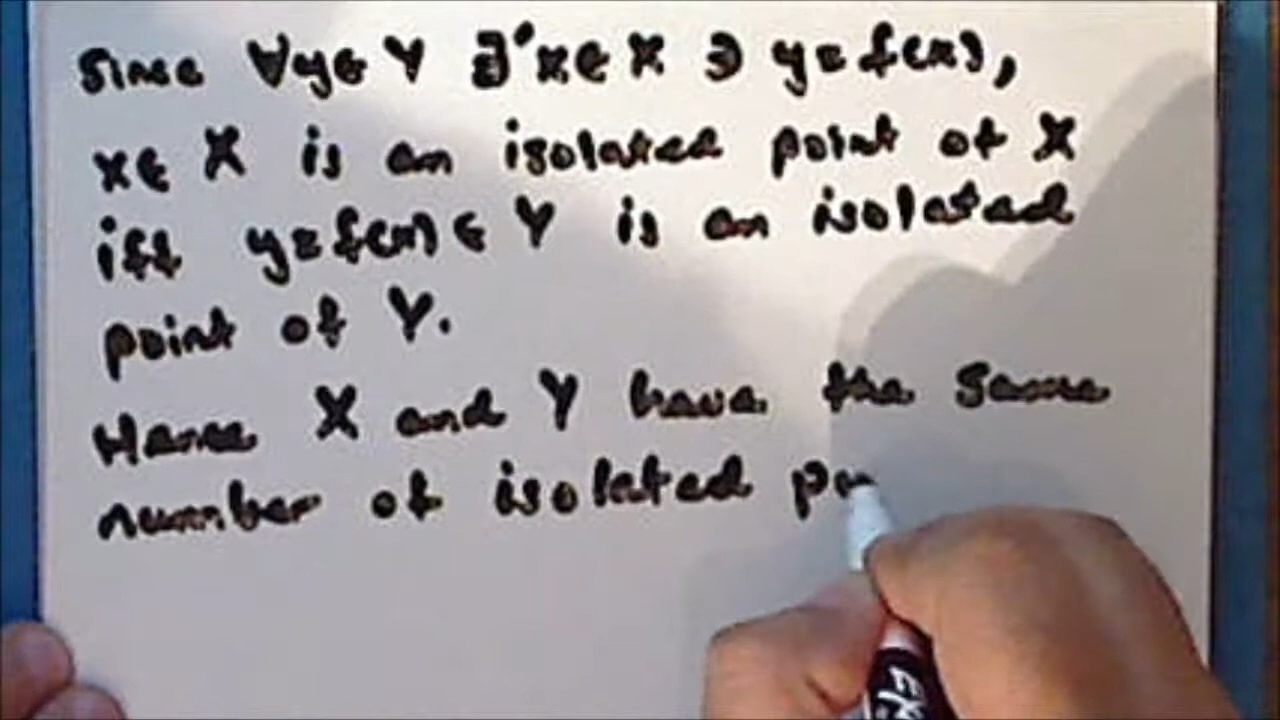 Since ∀y∈Y ∃'x∈X ∋ y=f(x),
x∈X is an isolated point of X
iff y=f(x)∈Y is an isolated
point of Y.
Hence X and Y have the same
number of isolated po
EX